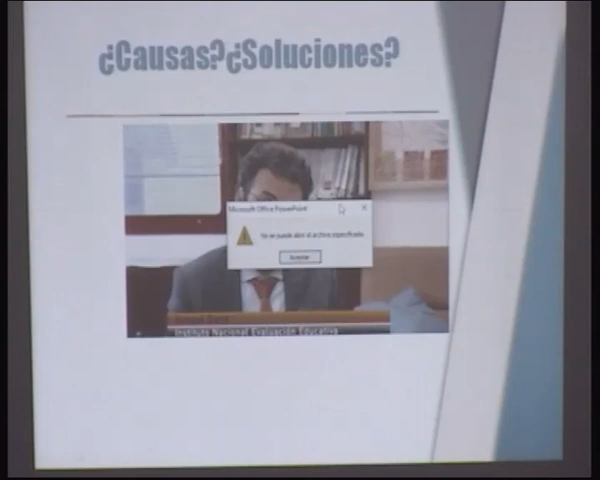 ¿Causas?¿Soluciones?
Microsoft Office PowerPoint
No se puede abrir el archivo especificado.
Aceptar
Instituto Nacional Evaluación Educativa